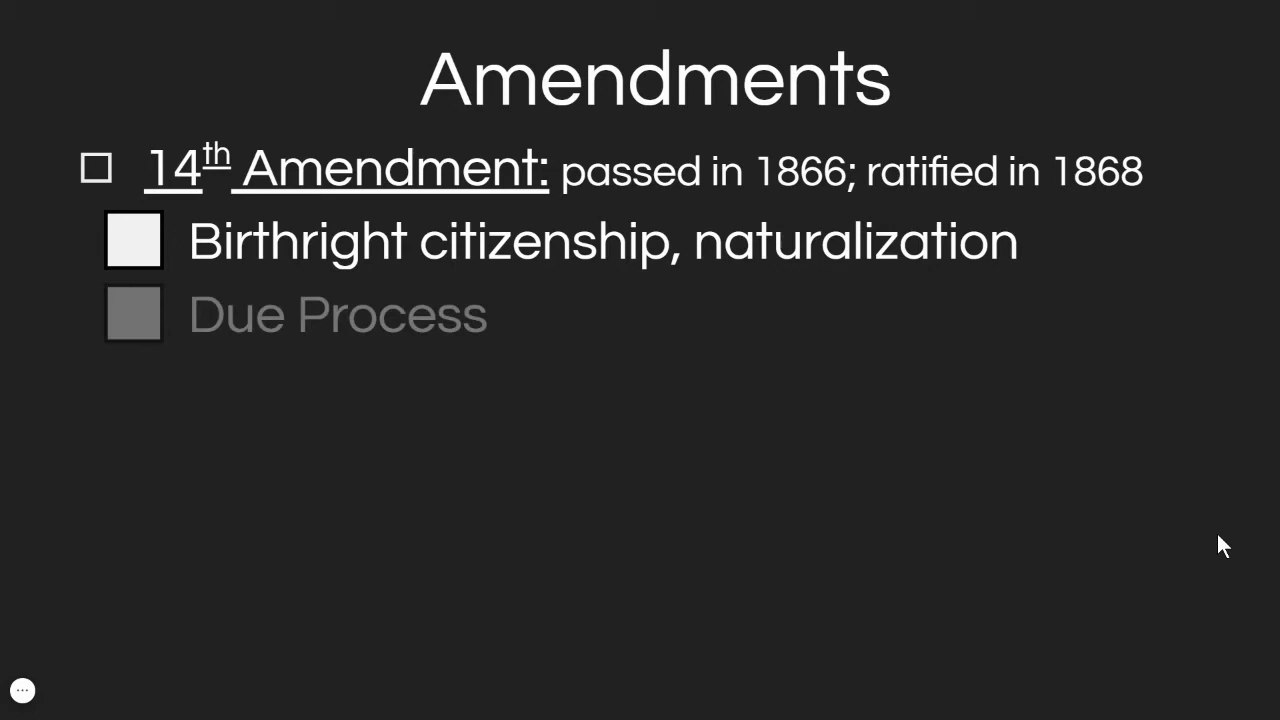 Amendments
14th Amendment: passed in 1866; ratified in 1868
Birthright citizenship, naturalization
Due Process